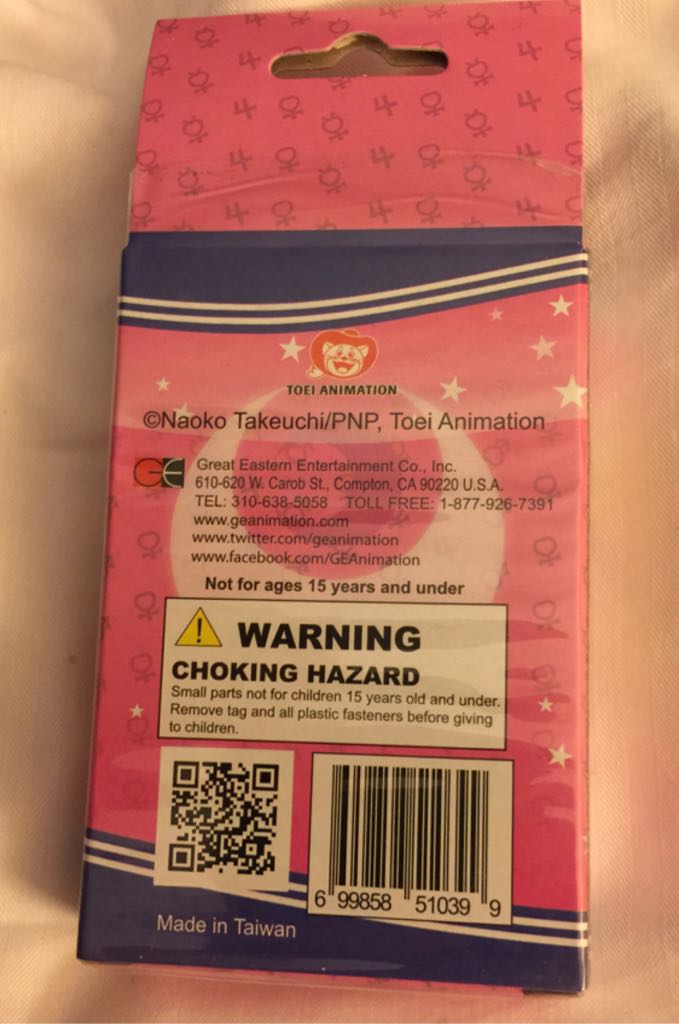 TOEI ANIMATION
©Naoko Takeuchi/PNP, Toei Animation
GE Great Eastern Entertainment Co., Inc.
610-620 W. Carob St., Compton, CA 90220 U.S.A.
TEL: 310-638-5058 TOLL FREE: 1-877-926-7391
www.geanimation.com
www.twitter.com/geanimation
www.facebook.com/GEAnimation
Not for ages 15 years and under
WARNING
CHOKING HAZARD
Small parts not for children 15 years old and under.
Remove tag and all plastic fasteners before giving
to children.
6 99858 51039 9
Made in Taiwan